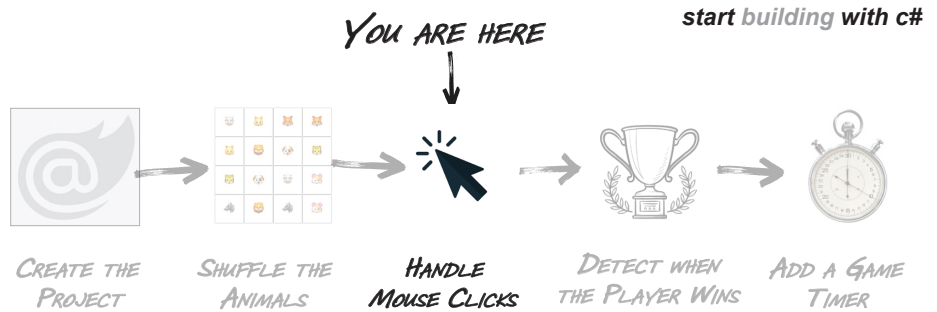 start building with c#
You are here
Create the
Project
Shuffle the
Animals
Handle
Mouse Clicks
Detect when
the Player Wins
Add a Game
Timer